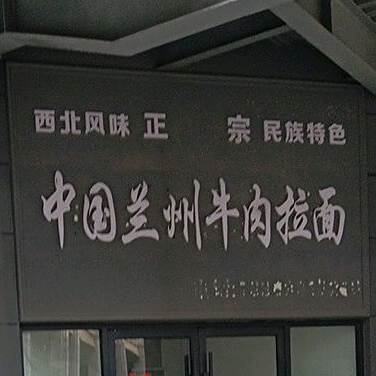 西北风味 正 宗 民族特色
中国兰州牛肉拉面